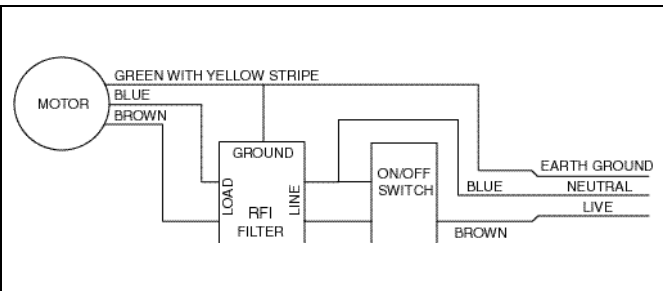 GREEN WITH YELLOW STRIPE
BLUE
MOTOR
BROWN
GROUND
LOAD
RFI
FILTER
LINE
ON/OFF
SWITCH
EARTH GROUND
BLUE
NEUTRAL
LIVE
BROWN